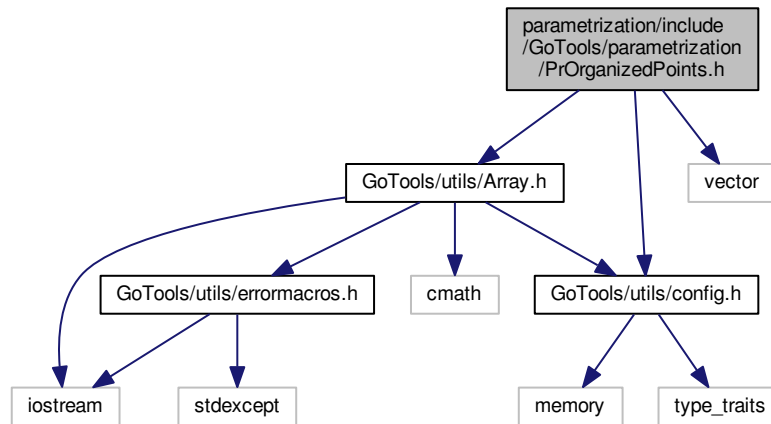 parametrization/include
/GoTools/parametrization
/PrOrganizedPoints.h
GoTools/utils/Array.h
vector
GoTools/utils/errormacros.h
cmath
GoTools/utils/config.h
iostream
stdexcept
memory
type_traits